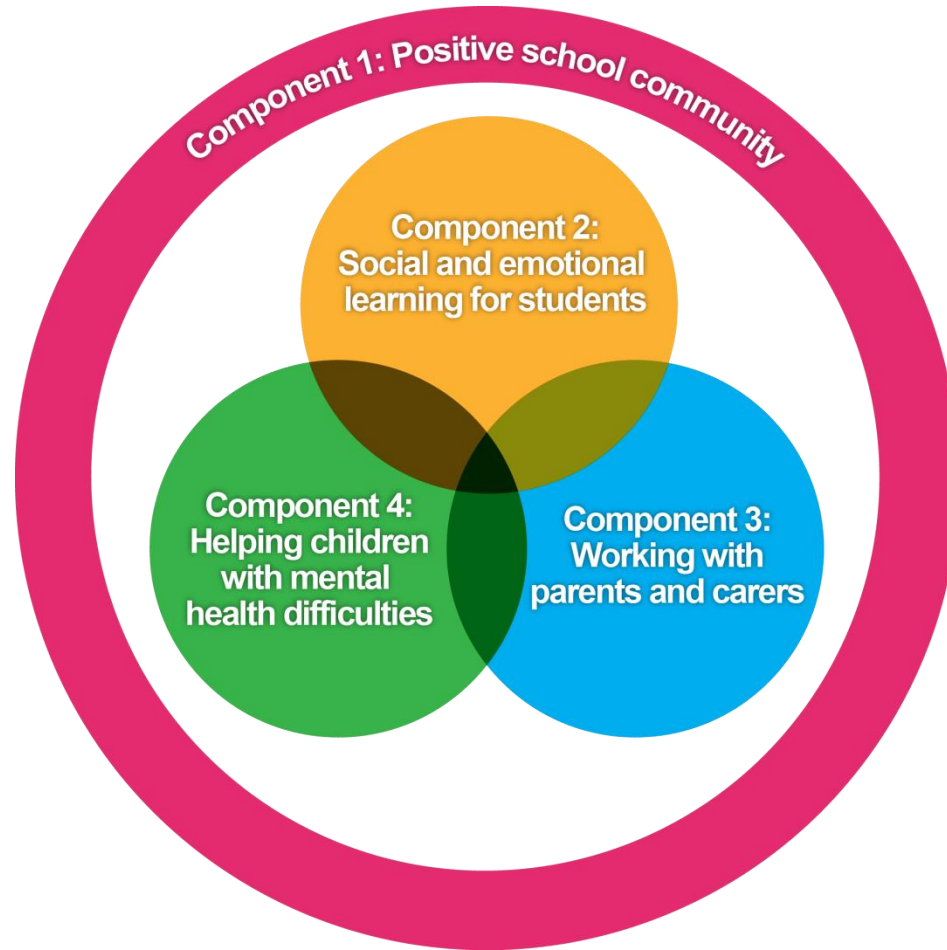 Component 1: Positive school community
Component 2:
Social and emotional
learning for students
Component 4:
Helping children
with mental
health difficulties
Component 3:
Working with
parents and carers